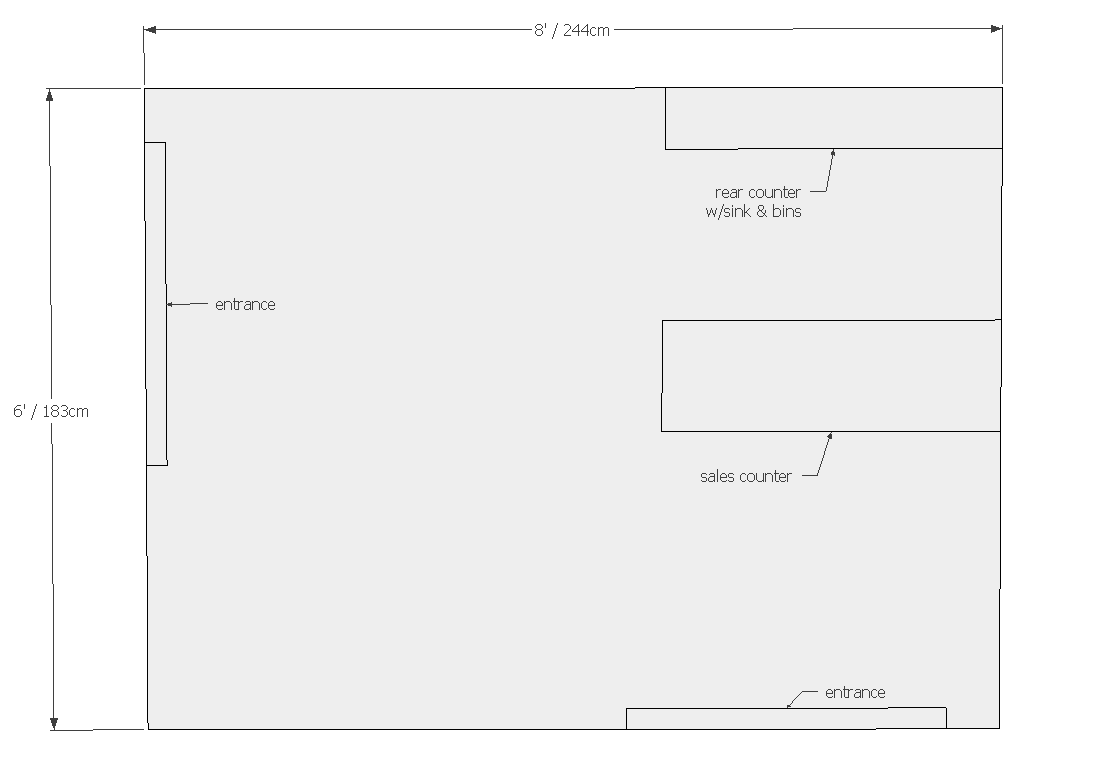 8' / 244cm
rear counter
w/sink & bins
entrance
6' / 183cm
sales counter
entrance